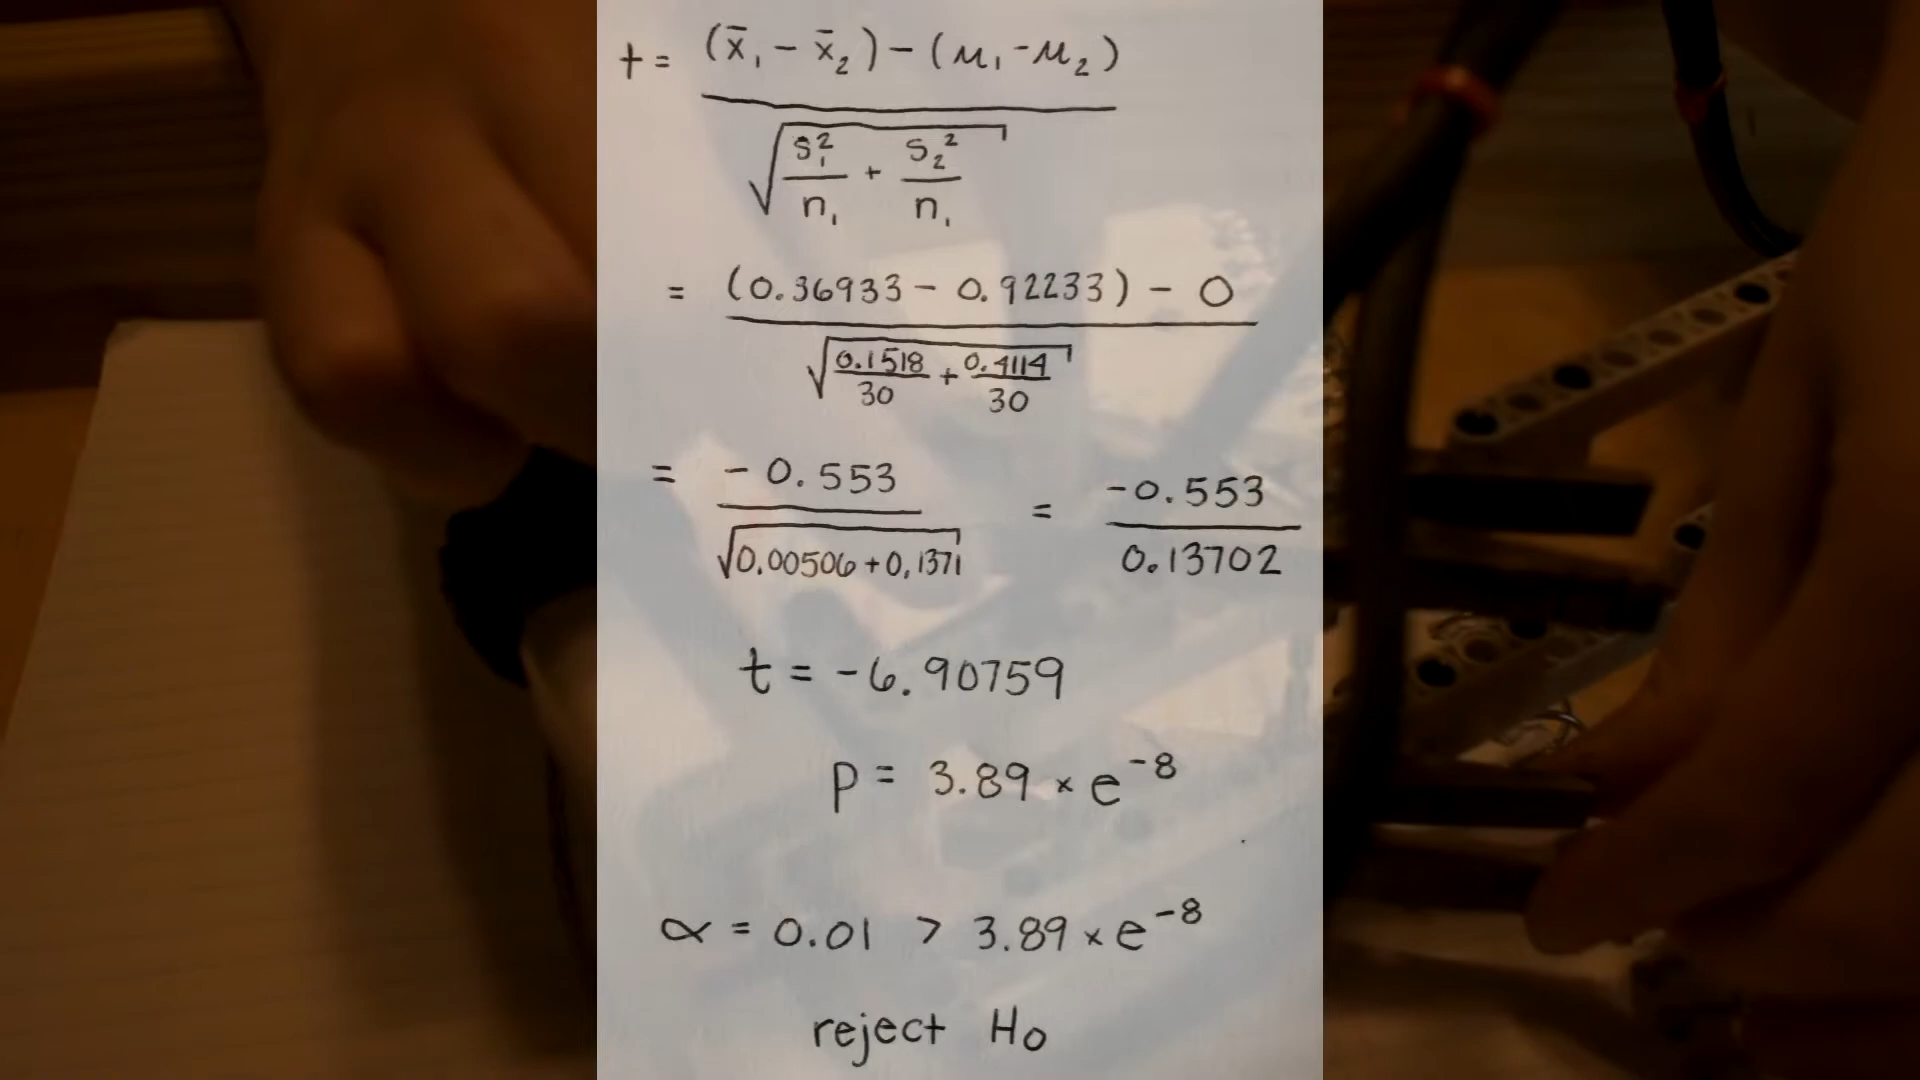 t = (x̄₁ - x̄₂) - (μ₁ - μ₂)
√ s₁²/n₁ + s₂²/n₁
= (0.36933 - 0.92233) - 0
√ 0.1518/30 + 0.4114/30
= -0.553 / √0.00506+0,1371 = -0.553 / 0.13702
t = -6.90759
p = 3.89 × e⁻⁸
α = 0.01 > 3.89 × e⁻⁸
reject H₀